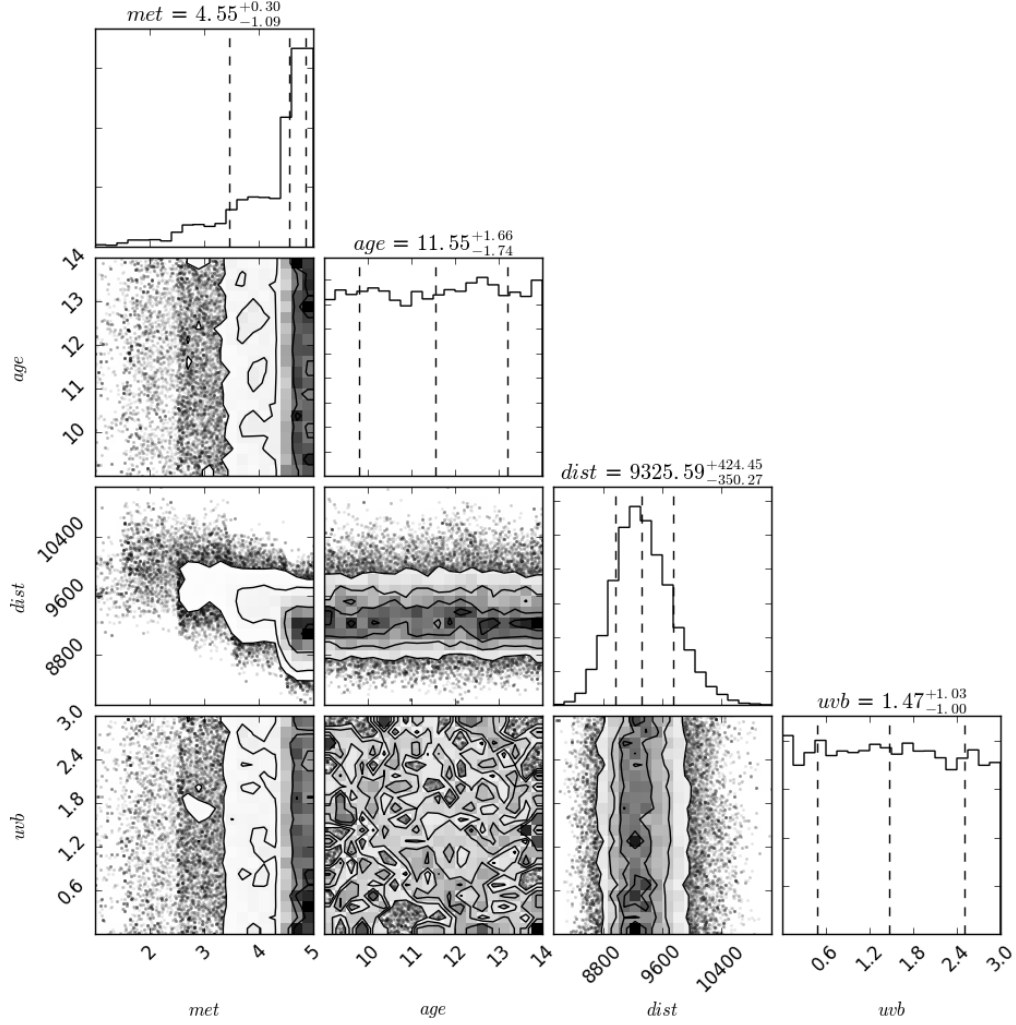 met = 4.55 +0.30 −1.09
14
13
12
11
10
age
age = 11.55 +1.66 −1.74
10400
9600
8800
dist
dist = 9325.59 +424.45 −350.27
3.0
2.4
1.8
1.2
0.6
uvb
uvb = 1.47 +1.03 −1.00
2 3 4 5 10 11 12 13 14 8800 9600 10400 0.6 1.2 1.8 2.4 3.0
met age dist uvb